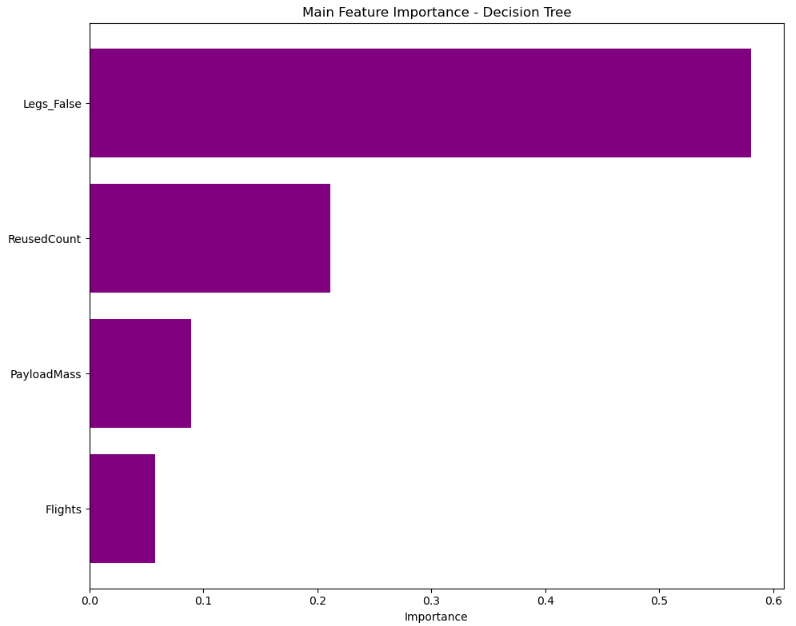 Main Feature Importance - Decision Tree
Legs_False
ReusedCount
PayloadMass
Flights
0.0 0.1 0.2 0.3 0.4 0.5 0.6
Importance